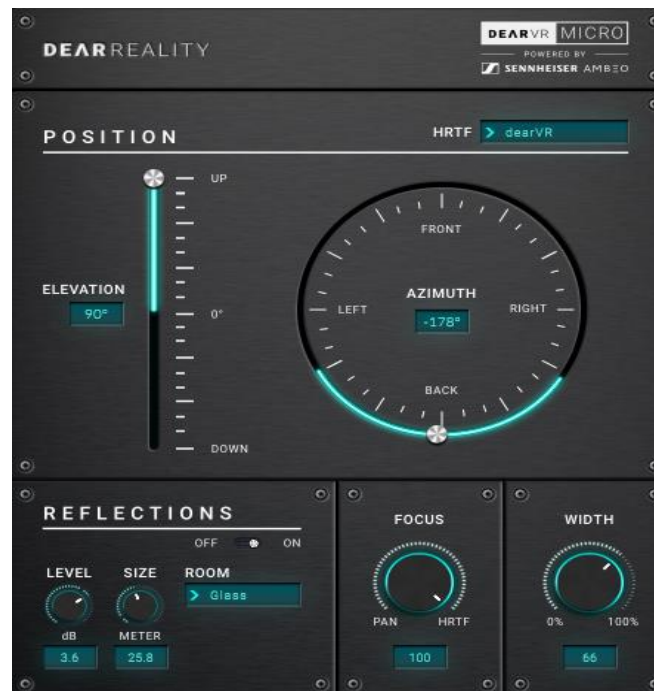 DEARREALITY
DEARVR MICRO
POWERED BY
SENNHEISER AMBEO
POSITION
HRTF > dearVR
UP
ELEVATION
90°
0°
DOWN
FRONT
LEFT
AZIMUTH
RIGHT
-178°
BACK
REFLECTIONS
OFF ON
LEVEL SIZE ROOM
> Glass
dB METER
3.6 25.8
FOCUS
PAN HRTF
100
WIDTH
0% 100%
66